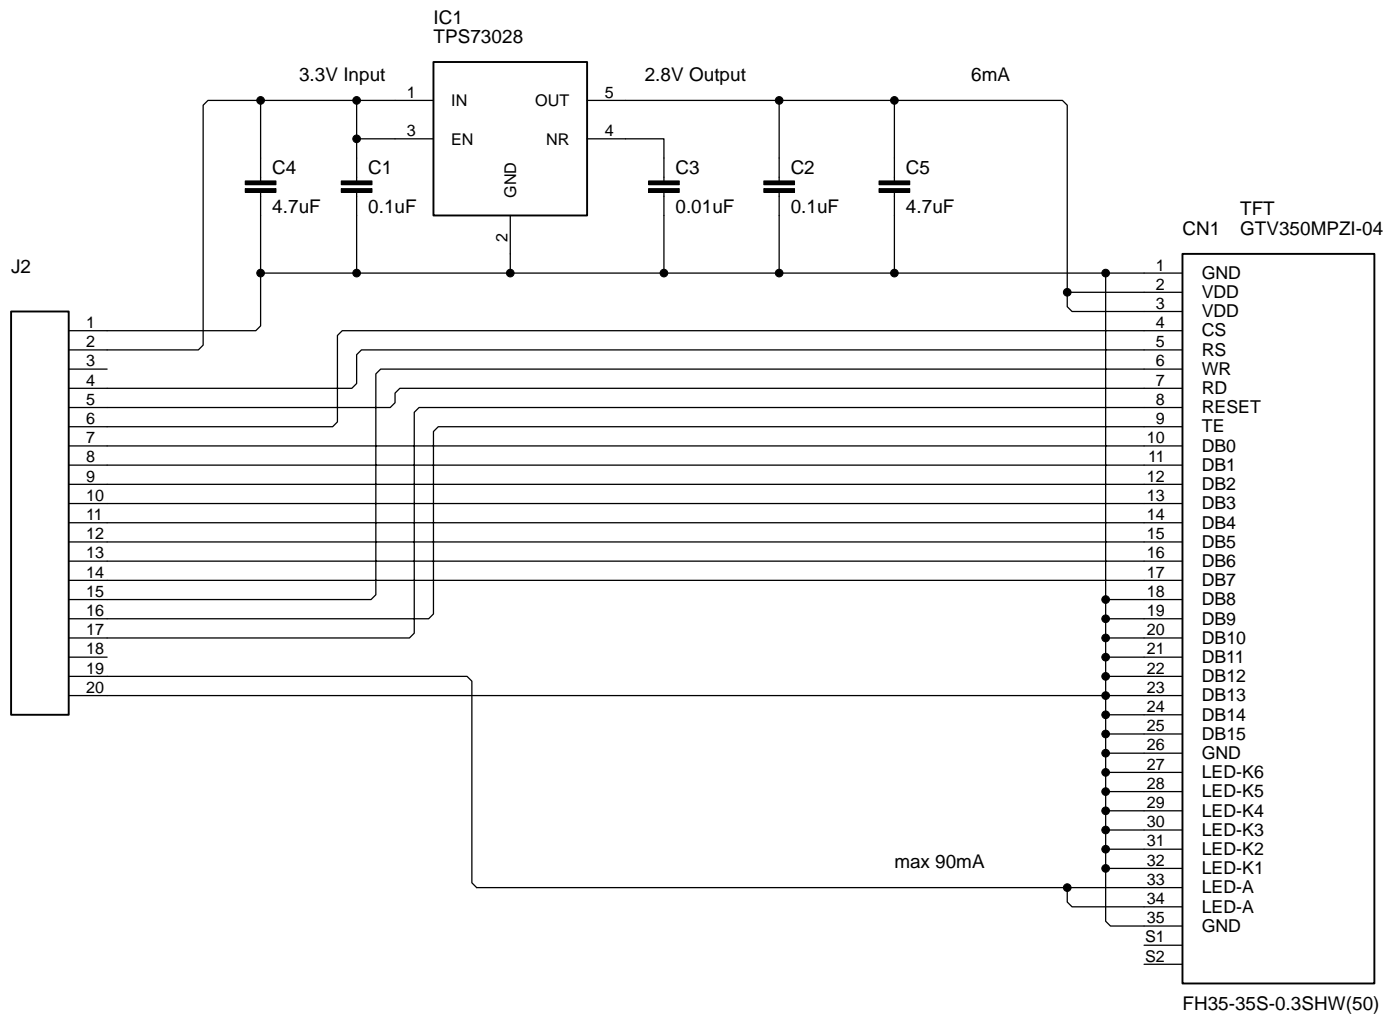 IC1
TPS73028
3.3V Input
2.8V Output
6mA
1 IN OUT 5
3 EN NR 4
GND
2
C4
4.7uF
C1
0.1uF
C3
0.01uF
C2
0.1uF
C5
4.7uF
TFT
CN1 GTV350MPZI-04
J2
1
2
3
4
5
6
7
8
9
10
11
12
13
14
15
16
17
18
19
20
1 GND
2 VDD
3 VDD
4 CS
5 RS
6 WR
7 RD
8 RESET
9 TE
10 DB0
11 DB1
12 DB2
13 DB3
14 DB4
15 DB5
16 DB6
17 DB7
18 DB8
19 DB9
20 DB10
21 DB11
22 DB12
23 DB13
24 DB14
25 DB15
26 GND
27 LED-K6
28 LED-K5
29 LED-K4
30 LED-K3
31 LED-K2
32 LED-K1
33 LED-A
34 LED-A
35 GND
S1
S2
max 90mA
FH35-35S-0.3SHW(50)